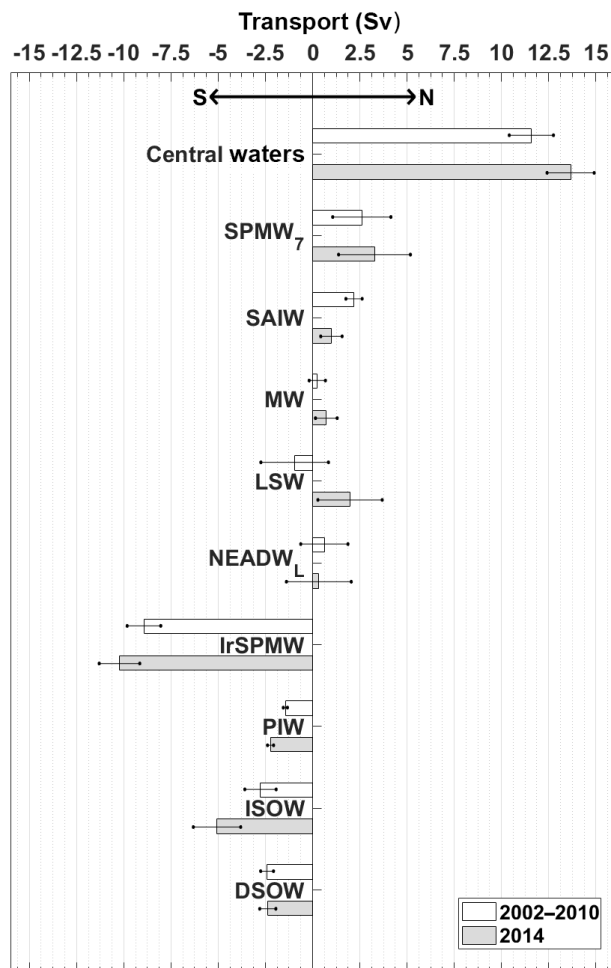 Transport (Sv)
-15 -12.5 -10 -7.5 -5 -2.5 0 2.5 5 7.5 10 12.5 15
S N
Central waters
SPMW7
SAIW
MW
LSW
NEADWL
IrSPMW
PIW
ISOW
DSOW
2002–2010
2014